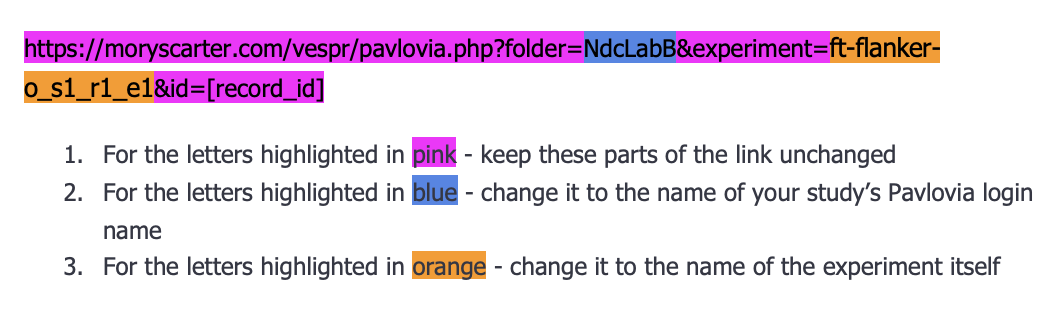 https://moryscarter.com/vespr/pavlovia.php?folder=NdcLabB&experiment=ft-flanker-
o_s1_r1_e1&id=[record_id]
1. For the letters highlighted in pink - keep these parts of the link unchanged
2. For the letters highlighted in blue - change it to the name of your study’s Pavlovia login
name
3. For the letters highlighted in orange - change it to the name of the experiment itself